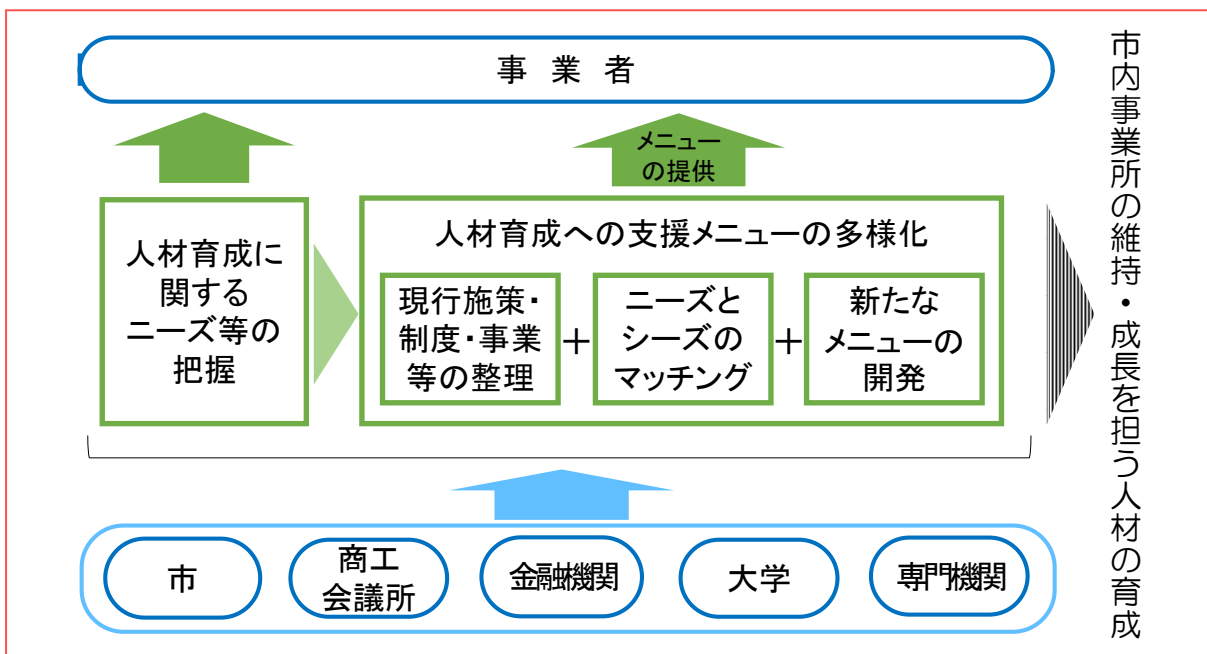 事業者
メニュー
の提供
人材育成に
関する
ニーズ等の
把握
人材育成への支援メニューの多様化
現行施策・
制度・事業
等の整理
+
ニーズと
シーズの
マッチング
+
新たな
メニューの
開発
市
商工
会議所
金融機関
大学
専門機関
市内事業所の維持・成長を担う人材の育成